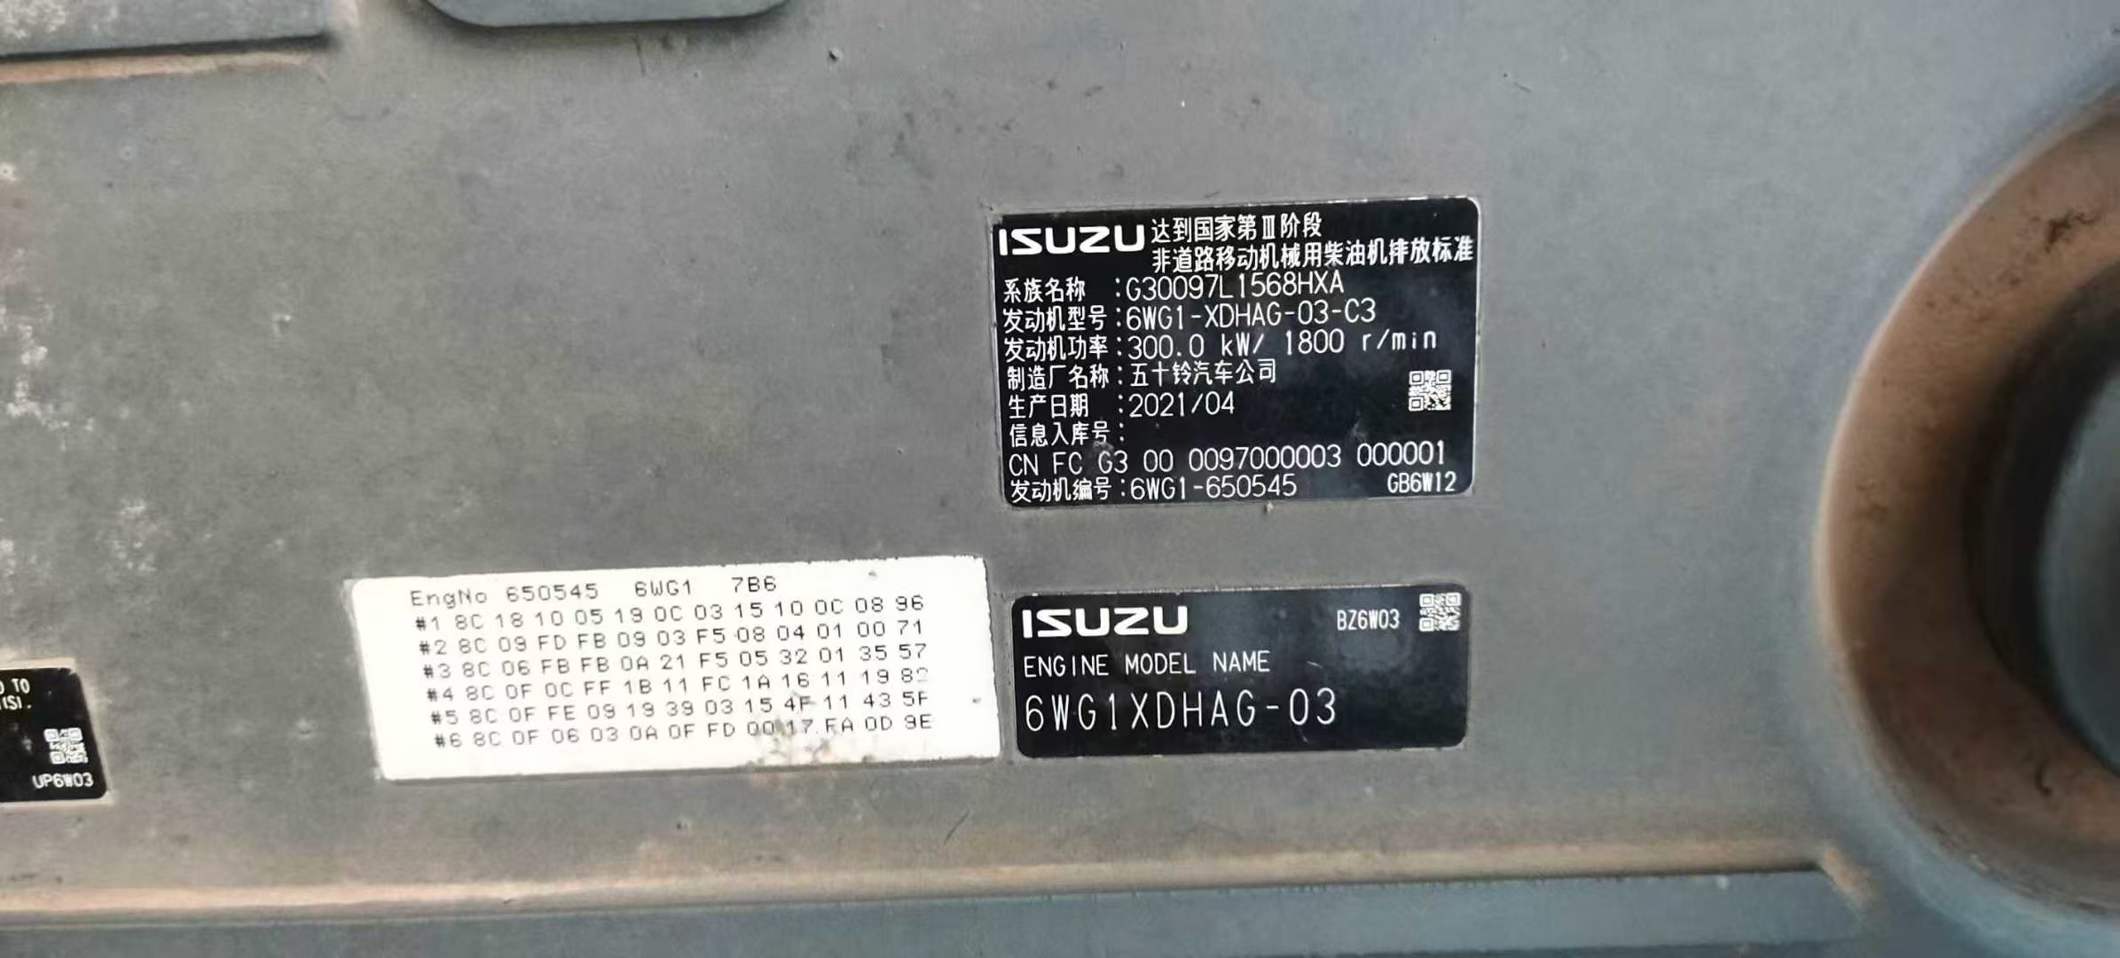 ISUZU 达到国家第Ⅲ阶段
非道路移动机械用柴油机排放标准
系族名称 :G30097L1568HXA
发动机型号:6WG1-XDHAG-03-C3
发动机功率:300.0 kW/ 1800 r/min
制造厂名称:五十铃汽车公司
生产日期 :2021/04
信息入库号:
CN FC G3 00 0097000003 000001
发动机编号:6WG1-650545 GB6W12
EngNo 650545 6WG1 7B6
#1 8C 18 10 05 19 0C 03 15 10 0C 08 96
#2 8C 09 FD FB 09 03 F5 08 04 01 00 71
#3 8C 06 FB FB 0A 21 F5 05 32 01 35 57
#4 8C 0F 0C FF 1B 11 FC 1A 16 11 19 82
#5 8C 0F FE 09 19 39 03 15 4F 11 43 5F
#6 8C 0F 06 03 0A 0F FD 00 17 FA 0D 9E
ISUZU BZ6W03
ENGINE MODEL NAME
6WG1XDHAG-03
TO
UP6W03